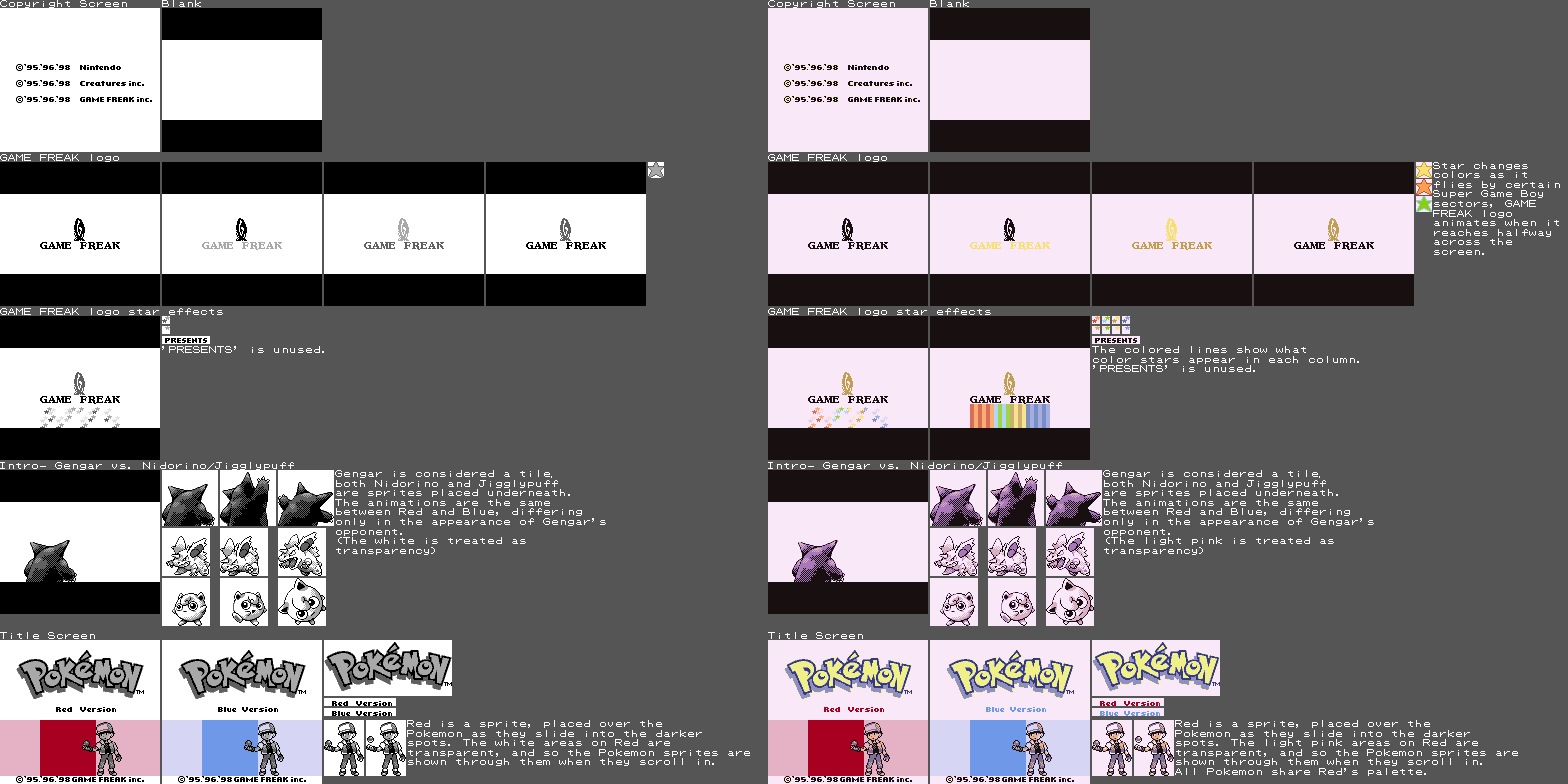 Copyright Screen
Blank
©'95.'96.'98 Nintendo
©'95.'96.'98 Creatures inc.
©'95.'96.'98 GAME FREAK inc.
GAME FREAK logo
GAME FREAK
GAME FREAK
GAME FREAK
GAME FREAK
GAME FREAK logo star effects
PRESENTS
'PRESENTS' is unused.
GAME FREAK
Intro- Gengar vs. Nidorino/Jigglypuff
Gengar is considered a tile,
both Nidorino and Jigglypuff
are sprites placed underneath.
The animations are the same
between Red and Blue, differing
only in the appearance of Gengar's
opponent.
(The white is treated as
transparency)
Title Screen
POKéMON TM
Red Version
POKéMON TM
Blue Version
POKéMON TM
Red Version
Blue Version
Red is a sprite, placed over the
Pokemon as they slide into the darker
spots. The white areas on Red are
transparent, and so the Pokemon sprites are
shown through them when they scroll in.
©'95.'96.'98 GAME FREAK inc.
©'95.'96.'98 GAME FREAK inc.
Copyright Screen
Blank
©'95.'96.'98 Nintendo
©'95.'96.'98 Creatures inc.
©'95.'96.'98 GAME FREAK inc.
GAME FREAK logo
GAME FREAK
GAME FREAK
GAME FREAK
GAME FREAK
Star changes
colors as it
flies by certain
Super Game Boy
sectors, GAME
FREAK logo
animates when it
reaches halfway
across the
screen.
GAME FREAK logo star effects
PRESENTS
The colored lines show what
color stars appear in each column.
'PRESENTS' is unused.
GAME FREAK
GAME FREAK
Intro- Gengar vs. Nidorino/Jigglypuff
Gengar is considered a tile,
both Nidorino and Jigglypuff
are sprites placed underneath.
The animations are the same
between Red and Blue, differing
only in the appearance of Gengar's
opponent.
(The light pink is treated as
transparency)
Title Screen
POKéMON TM
Red Version
POKéMON TM
Blue Version
POKéMON TM
Red Version
Blue Version
Red is a sprite, placed over the
Pokemon as they slide into the darker
spots. The light pink areas on Red are
transparent, and so the Pokemon sprites are
shown through them when they scroll in.
All Pokemon share Red's palette.
©'95.'96.'98 GAME FREAK inc.
©'95.'96.'98 GAME FREAK inc.